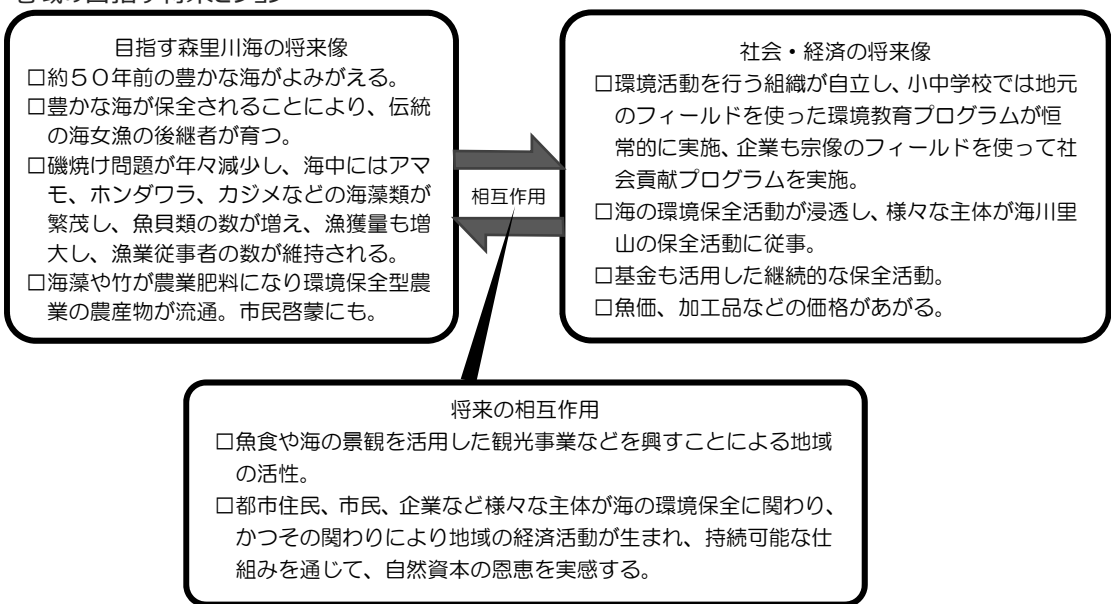 目指す森里川海の将来像
□約50年前の豊かな海がよみがえる。
□豊かな海が保全されることにより、伝統
の海女漁の後継者が育つ。
□磯焼け問題が年々減少し、海中にはアマ
モ、ホンダワラ、カジメなどの海藻類が
繁茂し、魚貝類の数が増え、漁獲量も増
大し、漁業従事者の数が維持される。
□海藻や竹が農業肥料になり環境保全型農
業の農産物が流通。市民啓蒙にも。
相互作用
社会・経済の将来像
□環境活動を行う組織が自立し、小中学校では地元
のフィールドを使った環境教育プログラムが恒
常的に実施、企業も宗像のフィールドを使って社
会貢献プログラムを実施。
□海の環境保全活動が浸透し、様々な主体が海川里
山の保全活動に従事。
□基金も活用した継続的な保全活動。
□魚価、加工品などの価格があがる。
将来の相互作用
□魚食や海の景観を活用した観光事業などを興すことによる地域
の活性。
□都市住民、市民、企業など様々な主体が海の環境保全に関わり、
かつその関わりにより地域の経済活動が生まれ、持続可能な仕
組みを通じて、自然資本の恩恵を実感する。